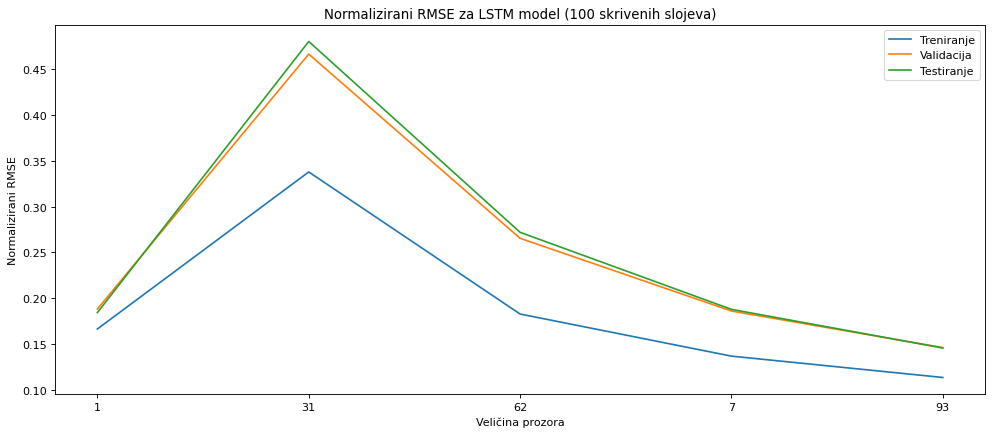 Normalizirani RMSE za LSTM model (100 skrivenih slojeva)
Treniranje
Validacija
Testiranje
Normalizirani RMSE
0.45
0.40
0.35
0.30
0.25
0.20
0.15
0.10
1 31 62 7 93
Veličina prozora